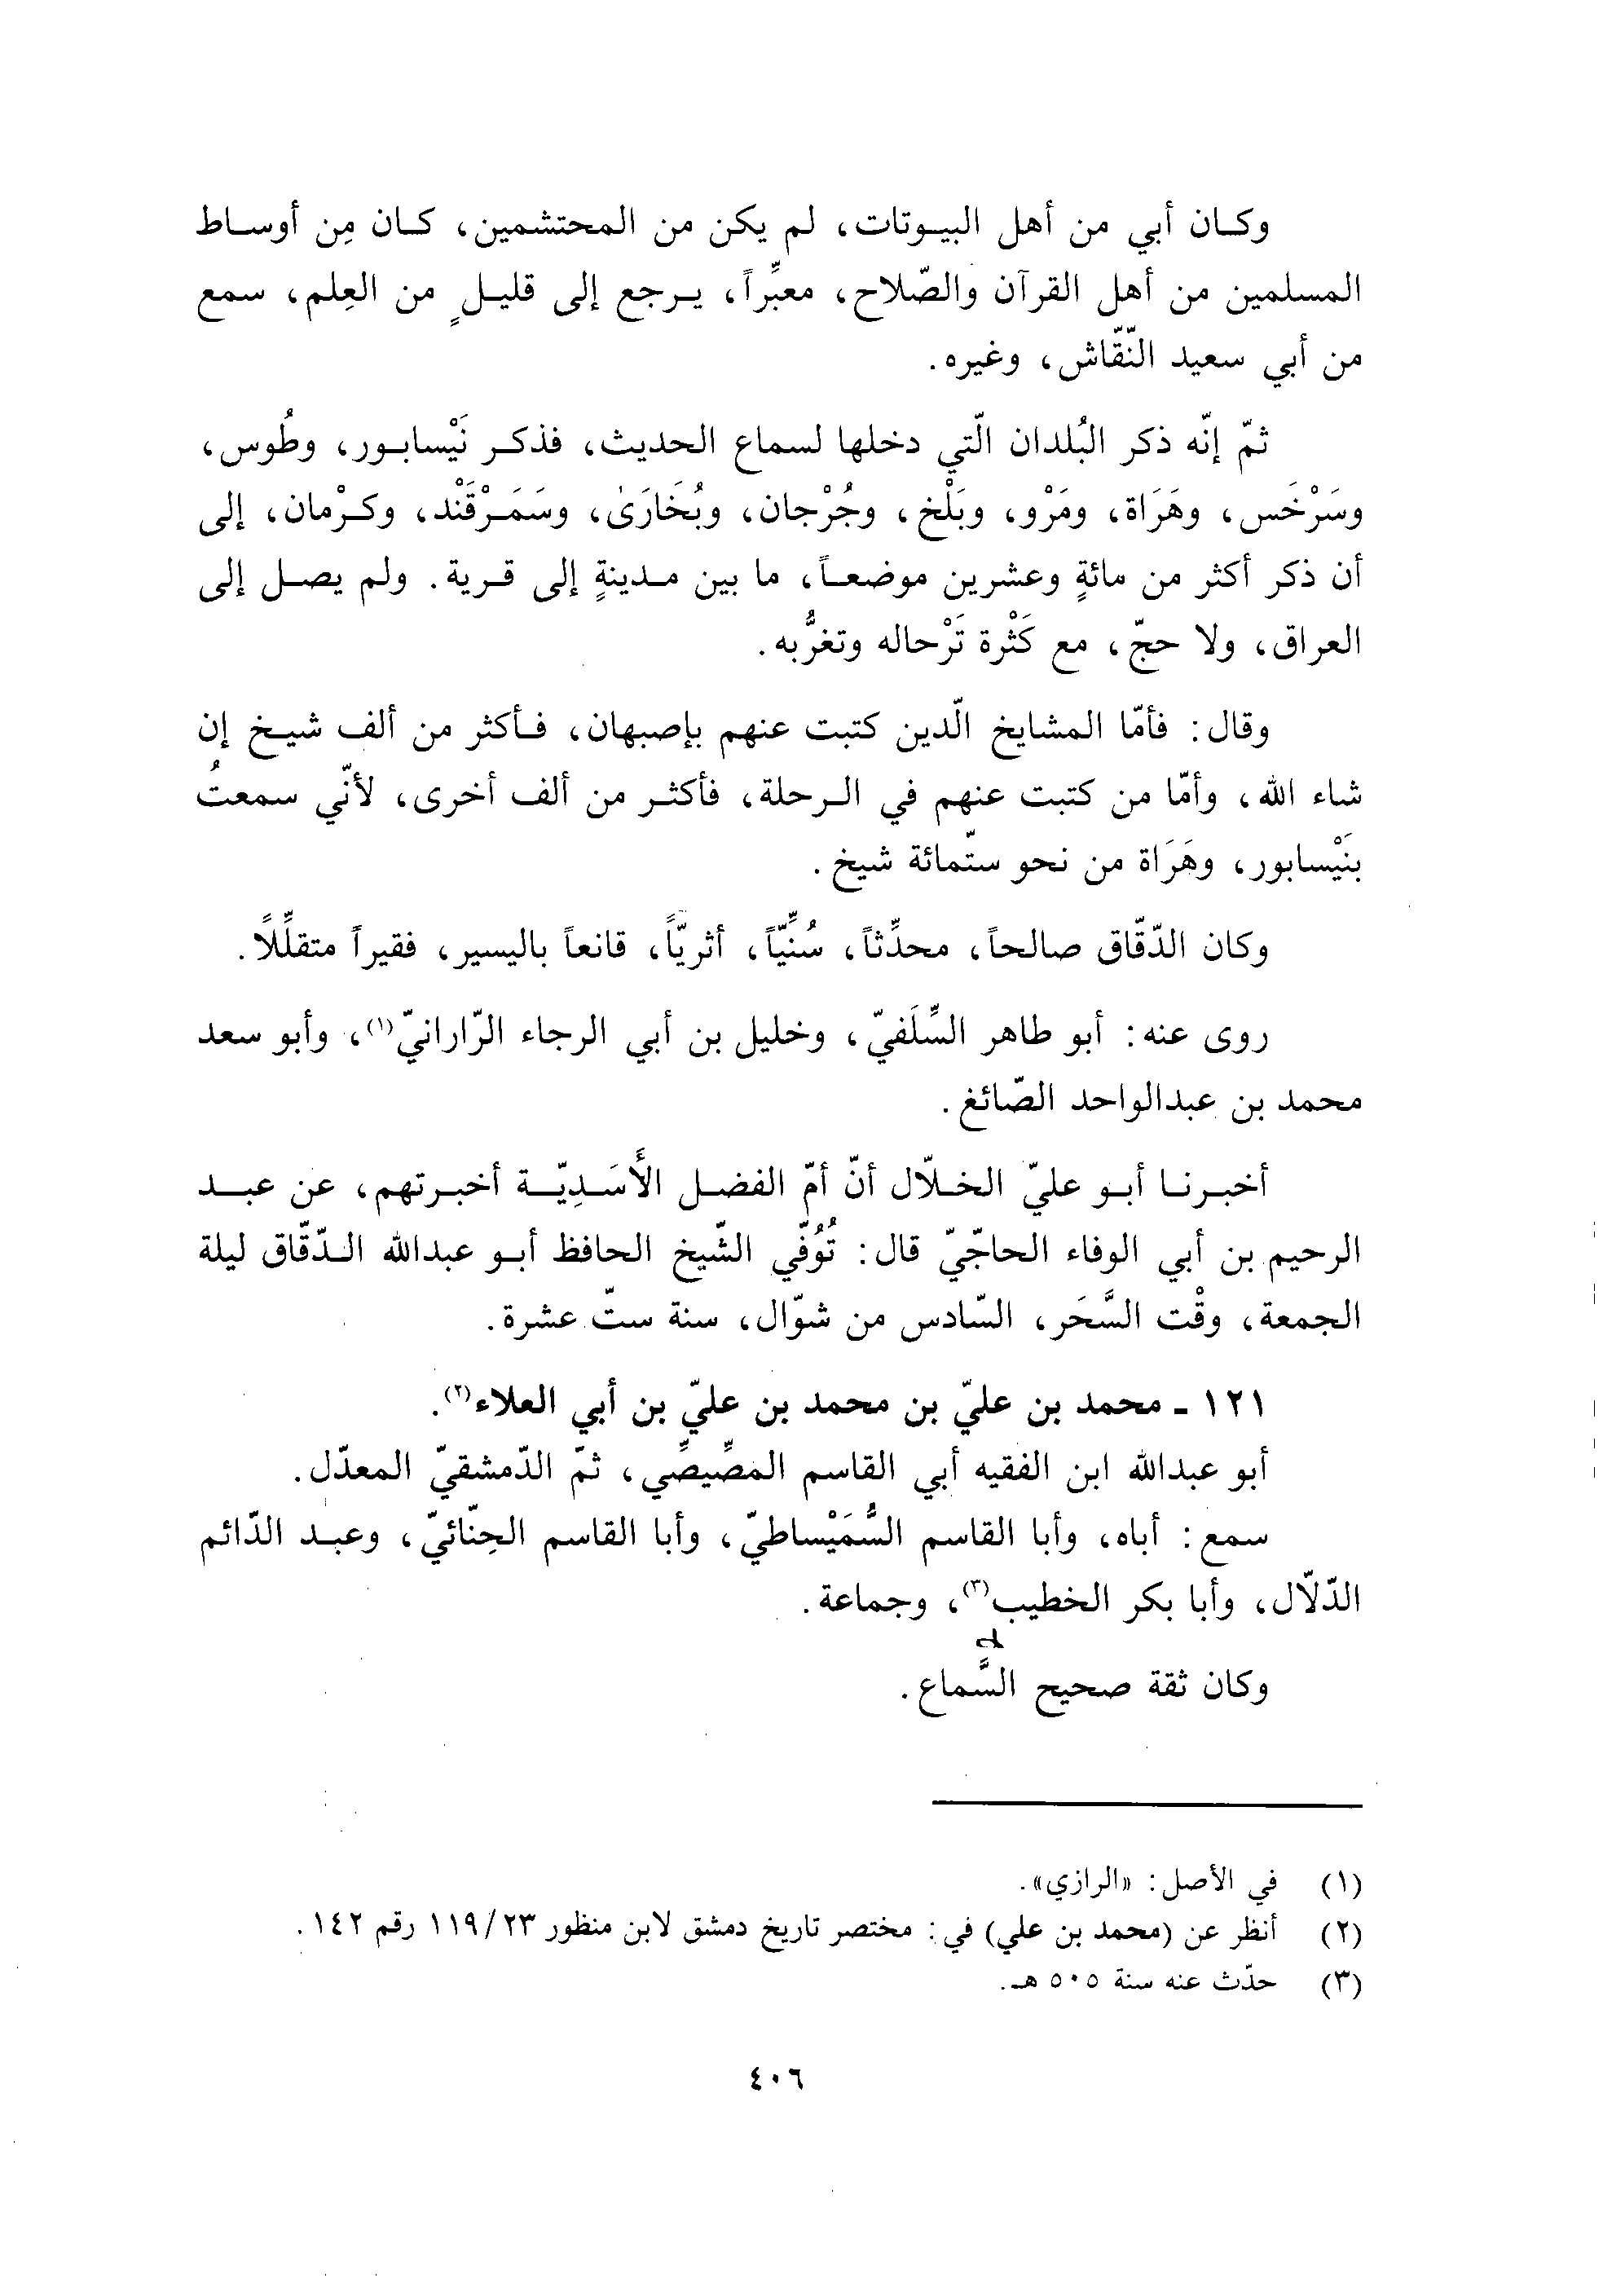 وكان أبي من أهل البيوتات، لم يكن من المحتشمين، كان مِن أوساط
المسلمين من أهل القرآن والصّلاح، معبِّراً، يرجع إلى قليلٍ من العِلم، سمع
من أبي سعيد النّقّاش، وغيره.
ثمّ إنّه ذكر البُلدان الّتي دخلها لسماع الحديث، فذكر نَيْسابور، وطُوس،
وسَرْخَس، وهَرَاة، ومَرْو، وبَلْخ، وجُرْجان، وبُخَارَىٰ، وسَمَرْقَنْد، وكرْمان، إلى
أن ذكر أكثر من مائةٍ وعشرين موضعاً، ما بين مدينةٍ إلى قرية. ولم يصل إلى
العراق، ولا حجّ، مع كَثْرة تَرْحاله وتغرُّبه.
وقال: فأمّا المشايخ الّذين كتبت عنهم بإصبهان، فأكثر من ألف شيخ إن
شاء الله، وأمّا من كتبت عنهم في الرحلة، فأكثر من ألف أخرى، لأنّي سمعتُ
بنَيْسابور، وهَرَاة من نحو ستّمائة شيخ.
وكان الدّقّاق صالحاً، محدِّثاً، سُنِّيّاً، أثريّاً، قانعاً باليسير، فقيراً متقلِّلاً.
روى عنه: أبو طاهر السِّلَفيّ، وخليل بن أبي الرجاء الرّارانيّ(١)، وأبو سعد
محمد بن عبدالواحد الصّائغ.
أخبرنا أبو عليّ الخلّال أنّ أمّ الفضل الأَسَدِيّة أخبرتهم، عن عبد
الرحيم بن أبي الوفاء الحاجّيّ قال: تُوُفّي الشّيخ الحافظ أبو عبدالله الدّقّاق ليلة
الجمعة، وقْت السَّحَر، السّادس من شوّال، سنة ستّ عشرة.
١٢١ ـ محمد بن عليّ بن محمد بن عليّ بن أبي العلاء(٢).
أبو عبدالله ابن الفقيه أبي القاسم المصِّيصِّي، ثمّ الدّمشقيّ المعدّل.
سمع: أباه، وأبا القاسم السُّمَيْساطيّ، وأبا القاسم الحِنّائيّ، وعبد الدّائم
الدّلّال، وأبا بكر الخطيب(٣)، وجماعة.
وكان ثقة صحيح السَّماع.
(١) في الأصل: «الرازي».
(٢) أنظر عن (محمد بن علي) في: مختصر تاريخ دمشق لابن منظور ١١٩/٢٣ رقم ١٤٢.
(٣) حدّث عنه سنة ٥٠٥ هـ.
٤٠٦